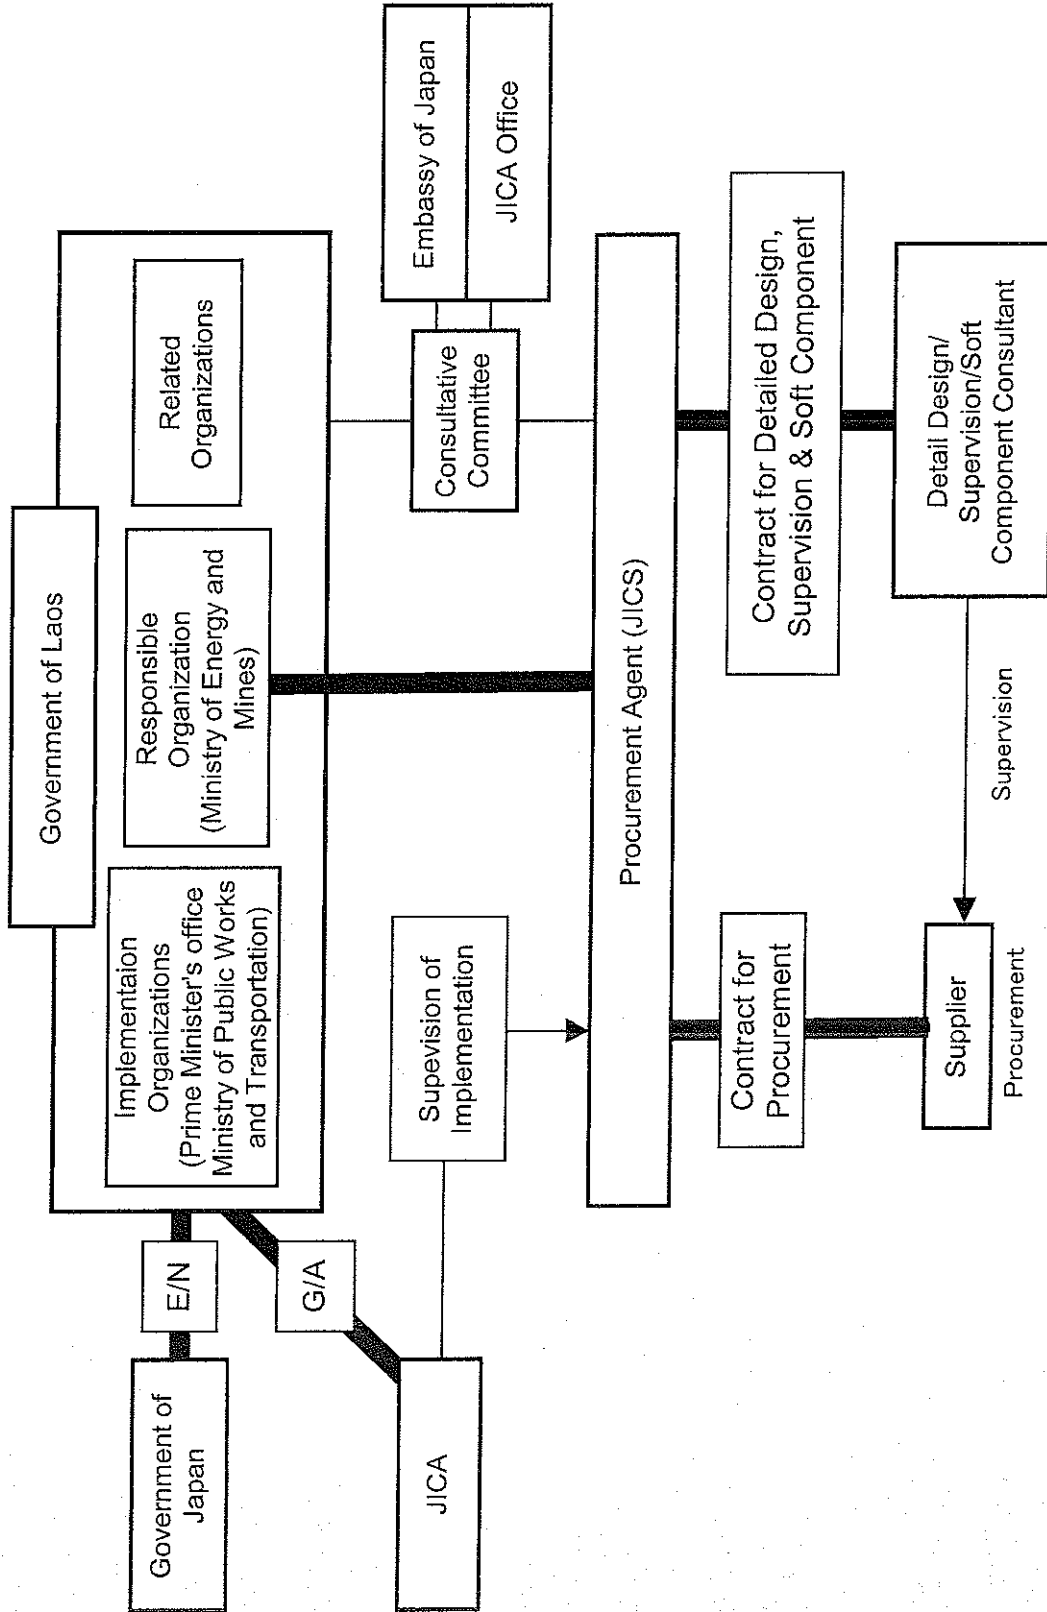 Government of Laos
Implementaion
Organizations
(Prime Minister's office
Ministry of Public Works
and Transportation)
Responsible
Organization
(Ministry of Energy and
Mines)
Related
Organizations
Government of
Japan
E/N
G/A
JICA
Supevision of
Implementation
Consultative
Committee
Embassy of Japan
JICA Office
Procurement Agent (JICS)
Contract for
Procurement
Contract for Detailed Design,
Supervision & Soft Component
Supplier
Procurement
Supervision
Detail Design/
Supervision/Soft
Component Consultant